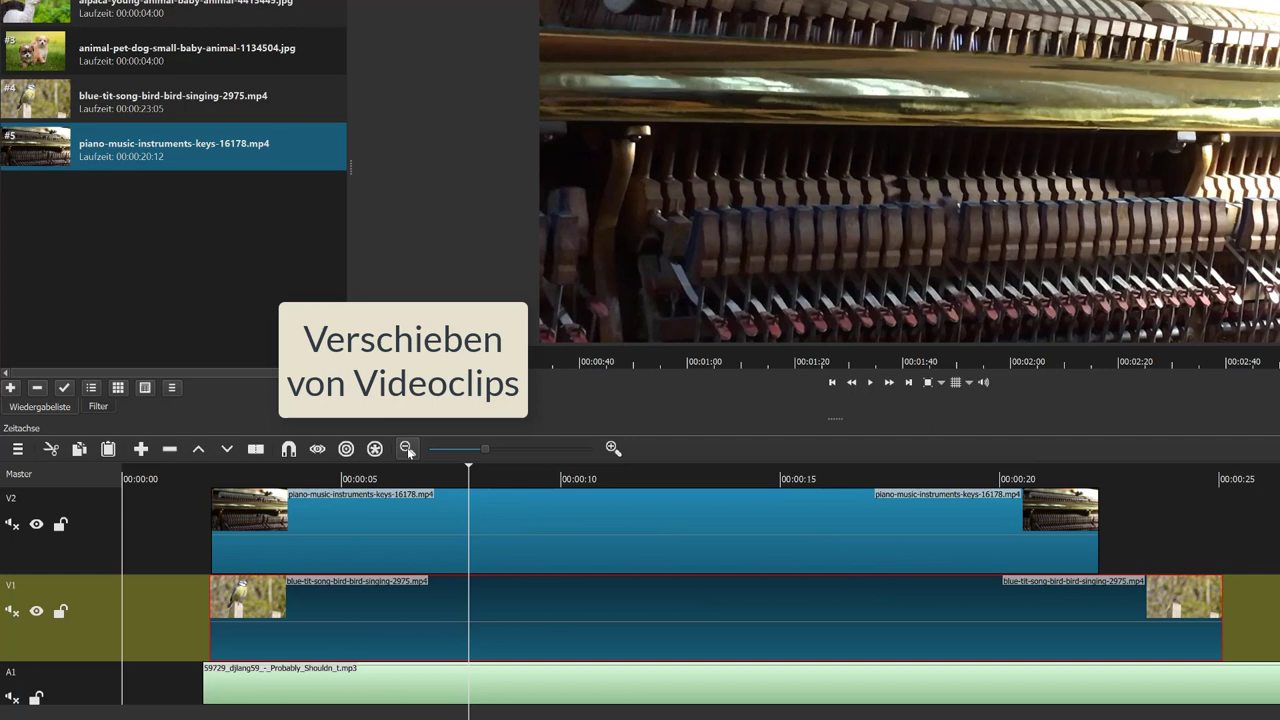 alpaca-young-animal-baby-animal-4413449.jpg
Laufzeit: 00:00:04:00
#3
animal-pet-dog-small-baby-animal-1134504.jpg
Laufzeit: 00:00:04:00
#4
blue-tit-song-bird-bird-singing-2975.mp4
Laufzeit: 00:00:23:05
#5
piano-music-instruments-keys-16178.mp4
Laufzeit: 00:00:20:12
Verschieben
von Videoclips
00:00:40 00:01:00 00:01:20 00:01:40 00:02:00 00:02:20 00:02:40
Wiedergabeliste Filter
Zeitachse
Master
00:00:00 00:00:05 00:00:10 00:00:15 00:00:20 00:00:25
V2
piano-music-instruments-keys-16178.mp4 piano-music-instruments-keys-16178.mp4
V1
blue-tit-song-bird-bird-singing-2975.mp4 blue-tit-song-bird-bird-singing-2975.mp4
A1
59729_djlang59_-_Probably_Shouldn_t.mp3